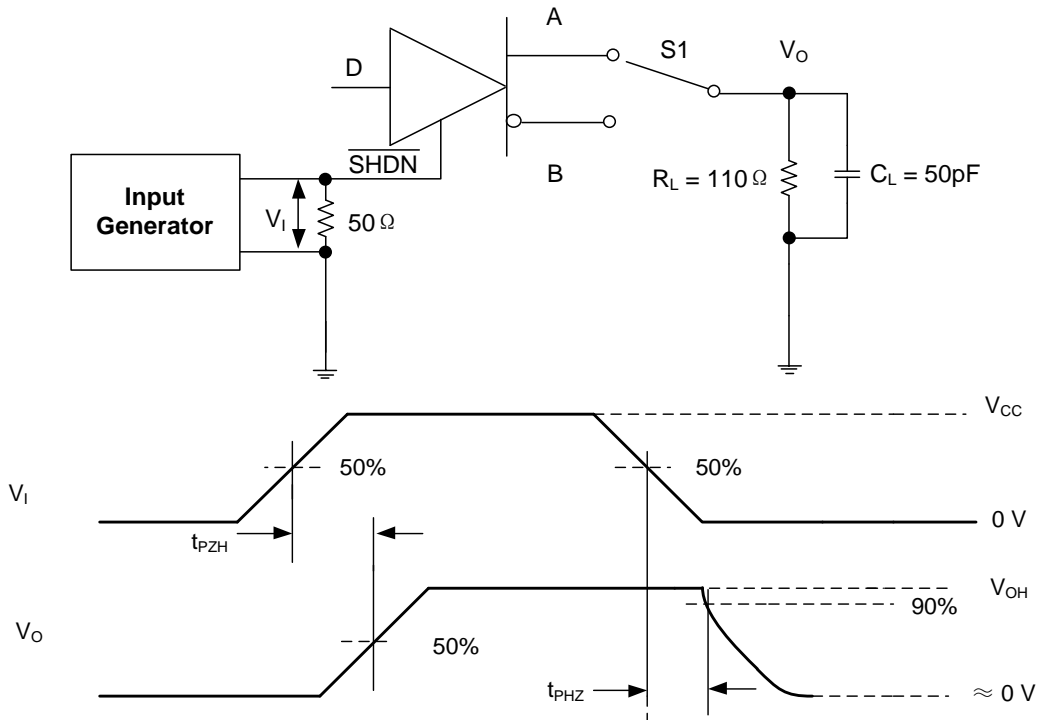 A
S1
VO
D
SHDN
B
RL = 110 Ω
CL = 50pF
Input
Generator
VI
50 Ω
VCC
50%
50%
VI
0 V
tPZH
VOH
90%
VO
50%
tPHZ
≈ 0 V